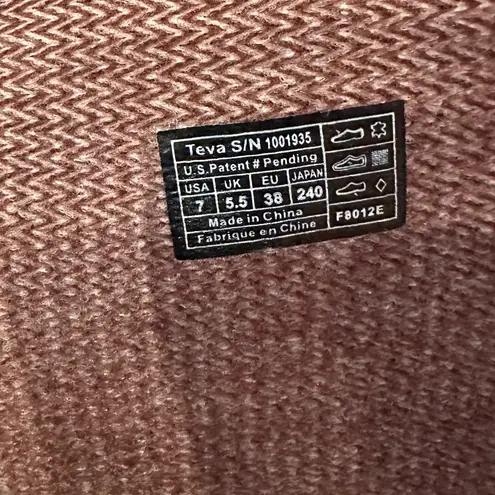 Teva S/N 1001935
U.S.Patent # Pending
USA UK EU JAPAN
7 5.5 38 240
Made in China
Fabrique en Chine
F8012E